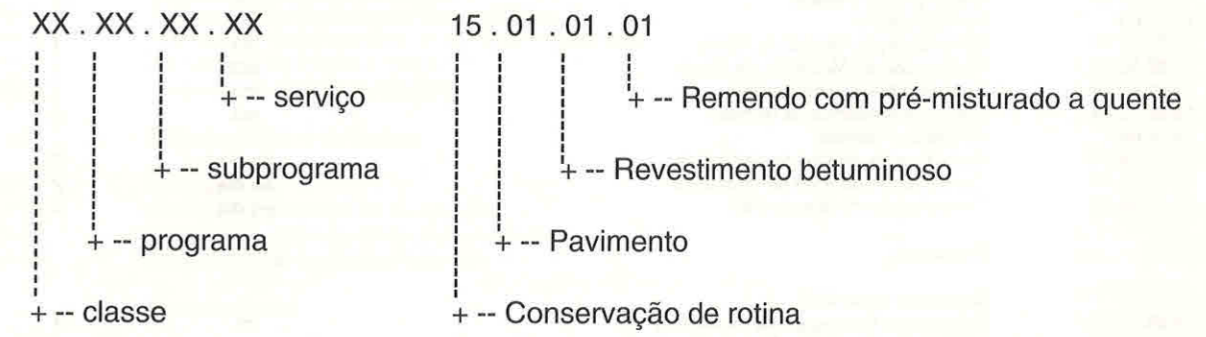 XX . XX . XX . XX 15 . 01 . 01 . 01
+ -- serviço + -- Remendo com pré-misturado a quente
+ -- subprograma + -- Revestimento betuminoso
+ -- programa + -- Pavimento
+ -- classe + -- Conservação de rotina